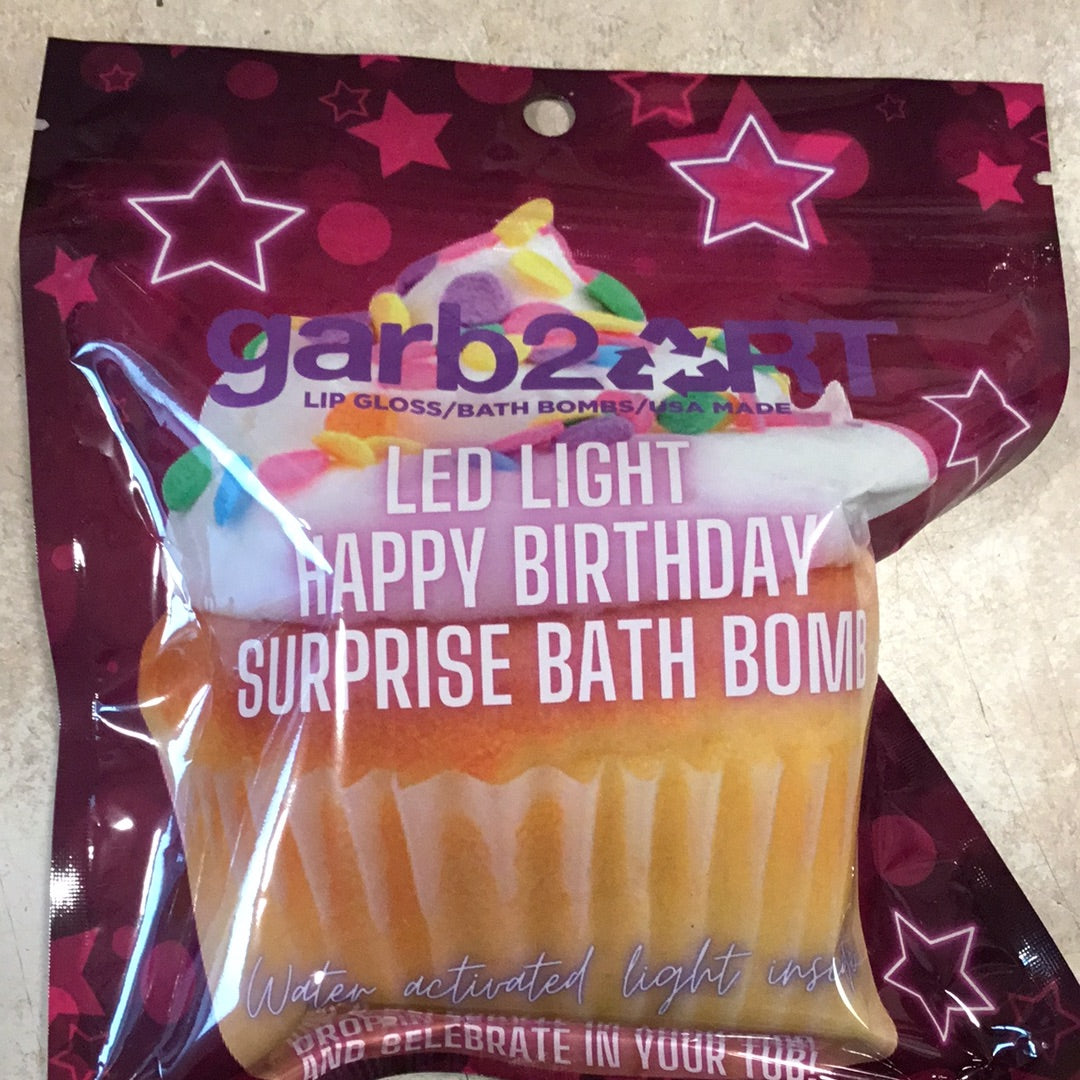 garb2ART
LIP GLOSS/BATH BOMBS/USA MADE
LED LIGHT
HAPPY BIRTHDAY
SURPRISE BATH BOMB
Water activated light inside
AND CELEBRATE IN YOUR TUB!